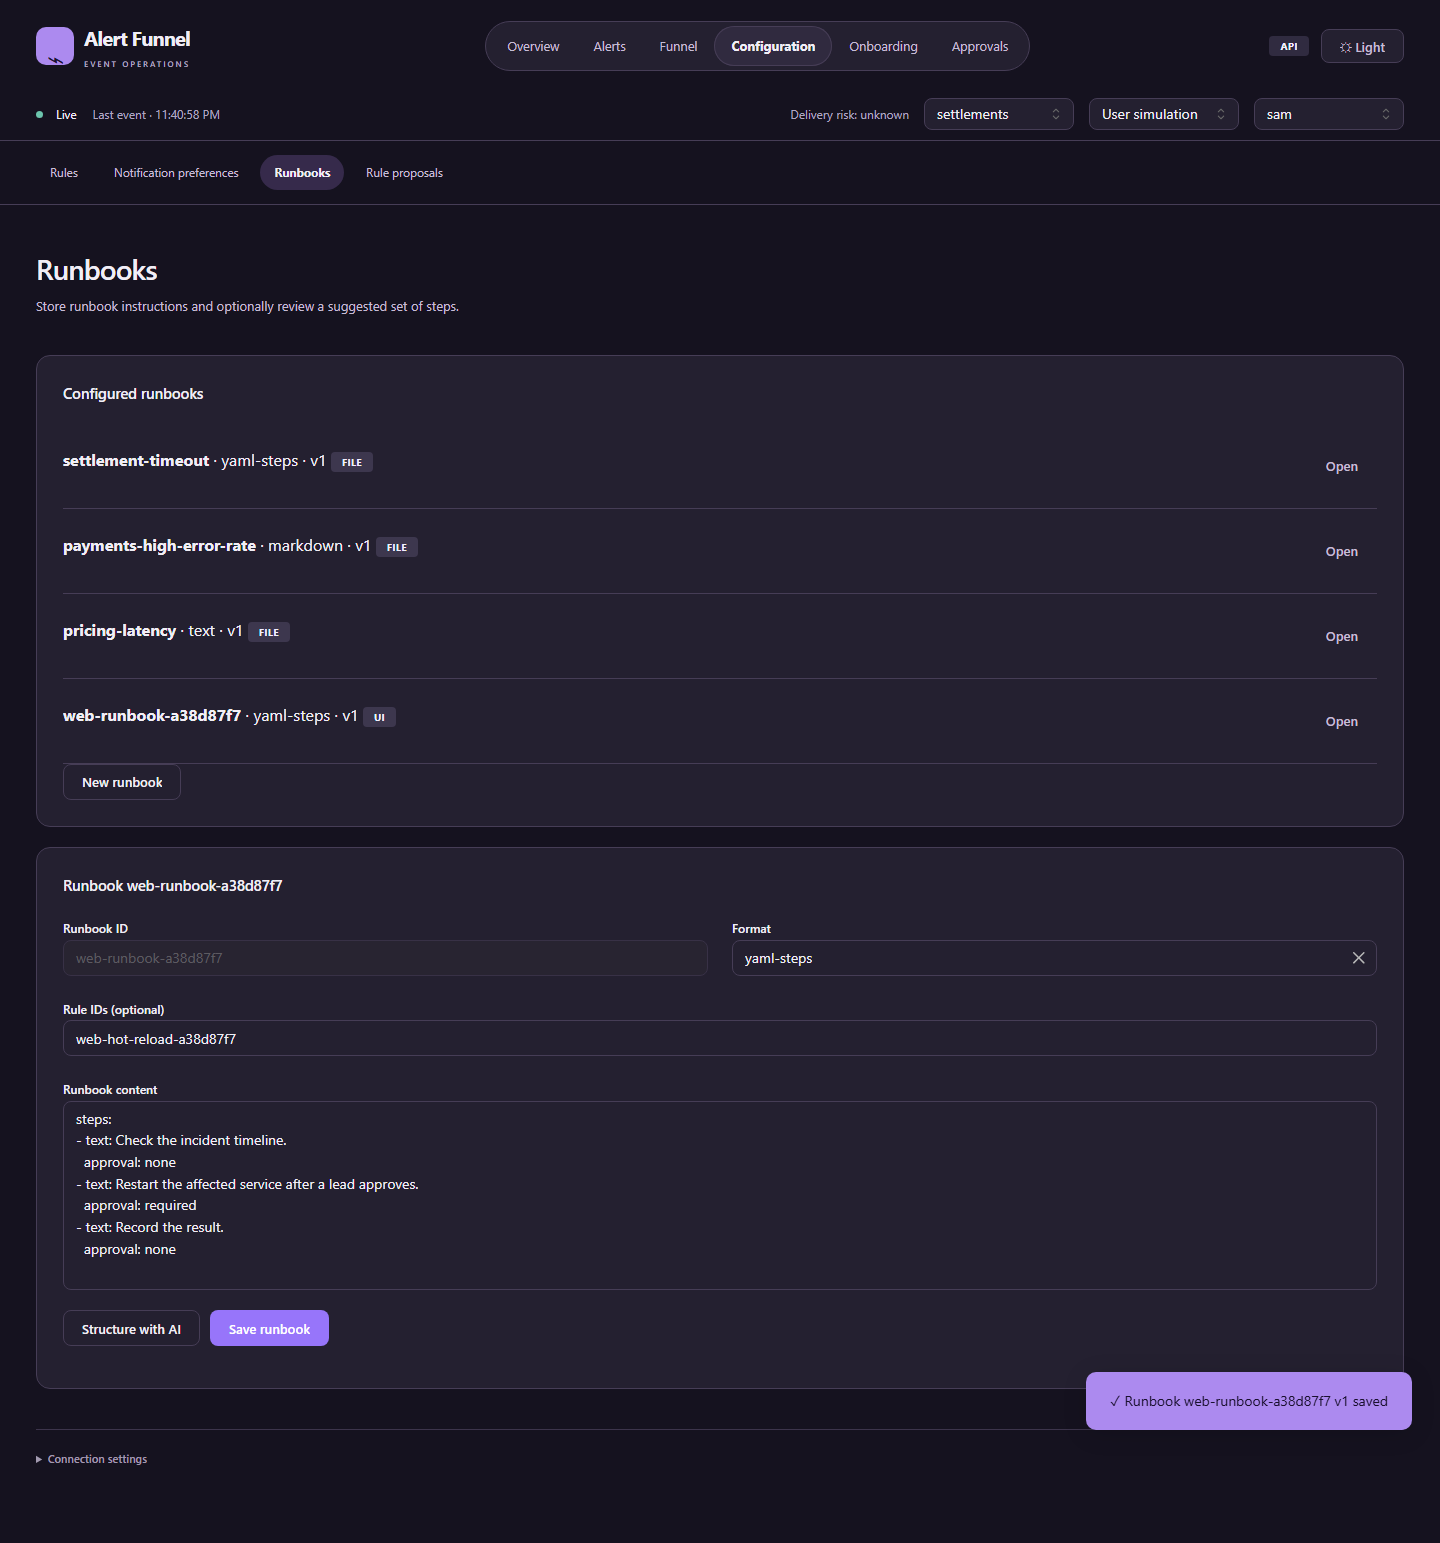 Alert Funnel
EVENT OPERATIONS
Overview
Alerts
Funnel
Configuration
Onboarding
Approvals
API
Light
Live
Last event · 11:40:58 PM
Delivery risk: unknown
settlements
User simulation
sam
Rules
Notification preferences
Runbooks
Rule proposals
Runbooks
Store runbook instructions and optionally review a suggested set of steps.
Configured runbooks
settlement-timeout · yaml-steps · v1 FILE
Open
payments-high-error-rate · markdown · v1 FILE
Open
pricing-latency · text · v1 FILE
Open
web-runbook-a38d87f7 · yaml-steps · v1 UI
Open
New runbook
Runbook web-runbook-a38d87f7
Runbook ID
web-runbook-a38d87f7
Format
yaml-steps
Rule IDs (optional)
web-hot-reload-a38d87f7
Runbook content
steps:
- text: Check the incident timeline.
  approval: none
- text: Restart the affected service after a lead approves.
  approval: required
- text: Record the result.
  approval: none
Structure with AI
Save runbook
✓ Runbook web-runbook-a38d87f7 v1 saved
Connection settings